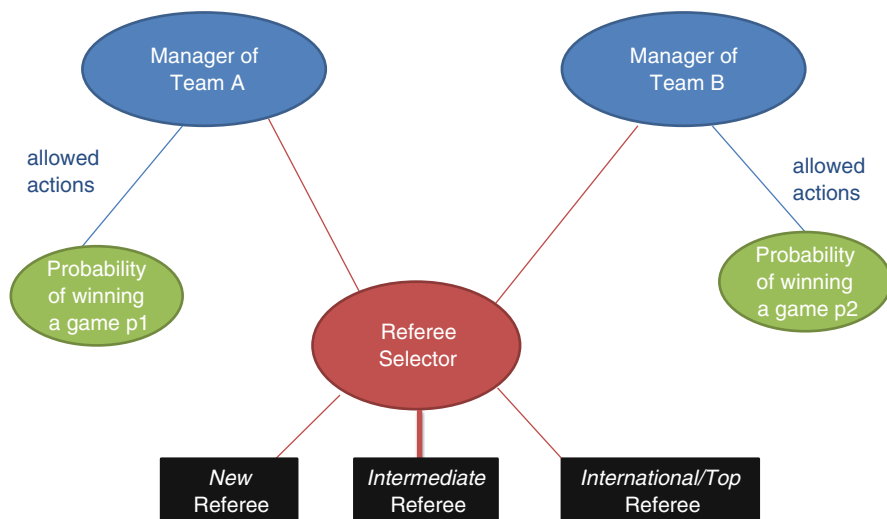 Manager of
Team A
Manager of
Team B
allowed
actions
allowed
actions
Probability
of winning
a game p1
Probability
of winning
a game p2
Referee
Selector
New
Referee
Intermediate
Referee
International/Top
Referee